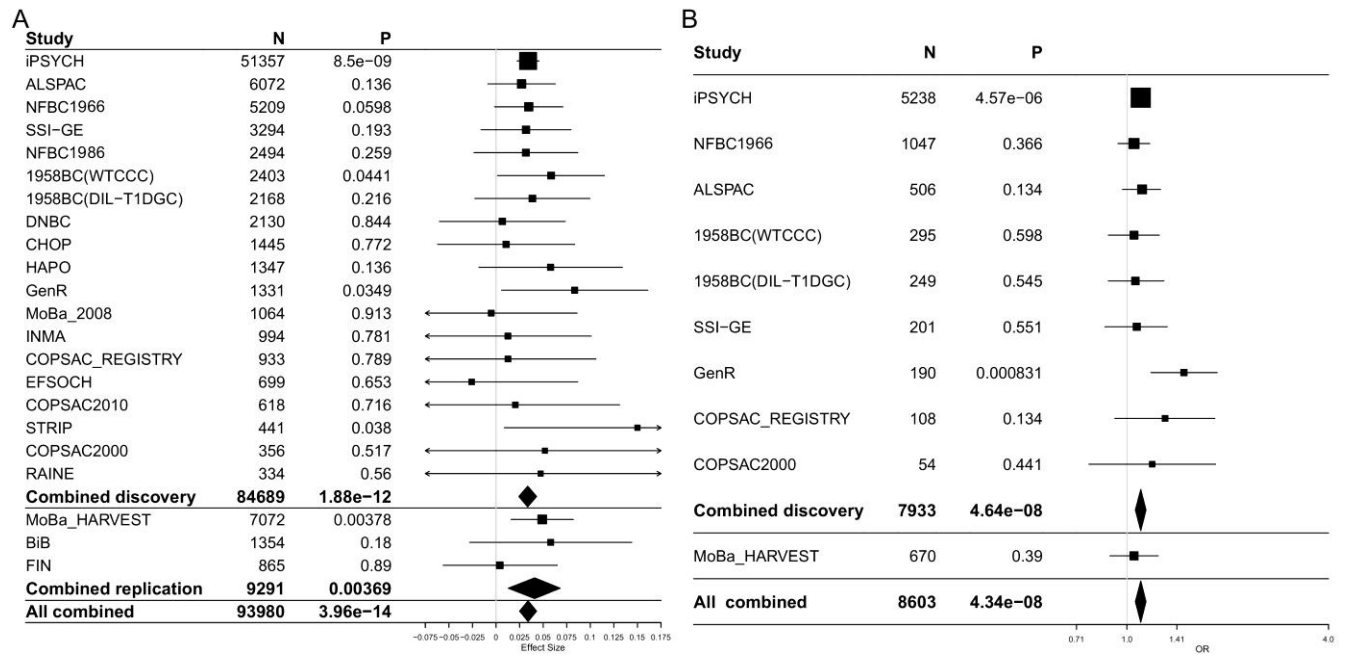 A
Study N P
iPSYCH 51357 8.5e−09
ALSPAC 6072 0.136
NFBC1966 5209 0.0598
SSI−GE 3294 0.193
NFBC1986 2494 0.259
1958BC(WTCCC) 2403 0.0441
1958BC(DIL−T1DGC) 2168 0.216
DNBC 2130 0.844
CHOP 1445 0.772
HAPO 1347 0.136
GenR 1331 0.0349
MoBa_2008 1064 0.913
INMA 994 0.781
COPSAC_REGISTRY 933 0.789
EFSOCH 699 0.653
COPSAC2010 618 0.716
STRIP 441 0.038
COPSAC2000 356 0.517
RAINE 334 0.56
Combined discovery 84689 1.88e−12
MoBa_HARVEST 7072 0.00378
BiB 1354 0.18
FIN 865 0.89
Combined replication 9291 0.00369
All combined 93980 3.96e−14
−0.075 −0.05 −0.025 0 0.025 0.05 0.075 0.1 0.125 0.15 0.175
Effect Size
B
Study N P
iPSYCH 5238 4.57e−06
NFBC1966 1047 0.366
ALSPAC 506 0.134
1958BC(WTCCC) 295 0.598
1958BC(DIL−T1DGC) 249 0.545
SSI−GE 201 0.551
GenR 190 0.000831
COPSAC_REGISTRY 108 0.134
COPSAC2000 54 0.441
Combined discovery 7933 4.64e−08
MoBa_HARVEST 670 0.39
All combined 8603 4.34e−08
0.71 1.0 1.41 4.0
OR